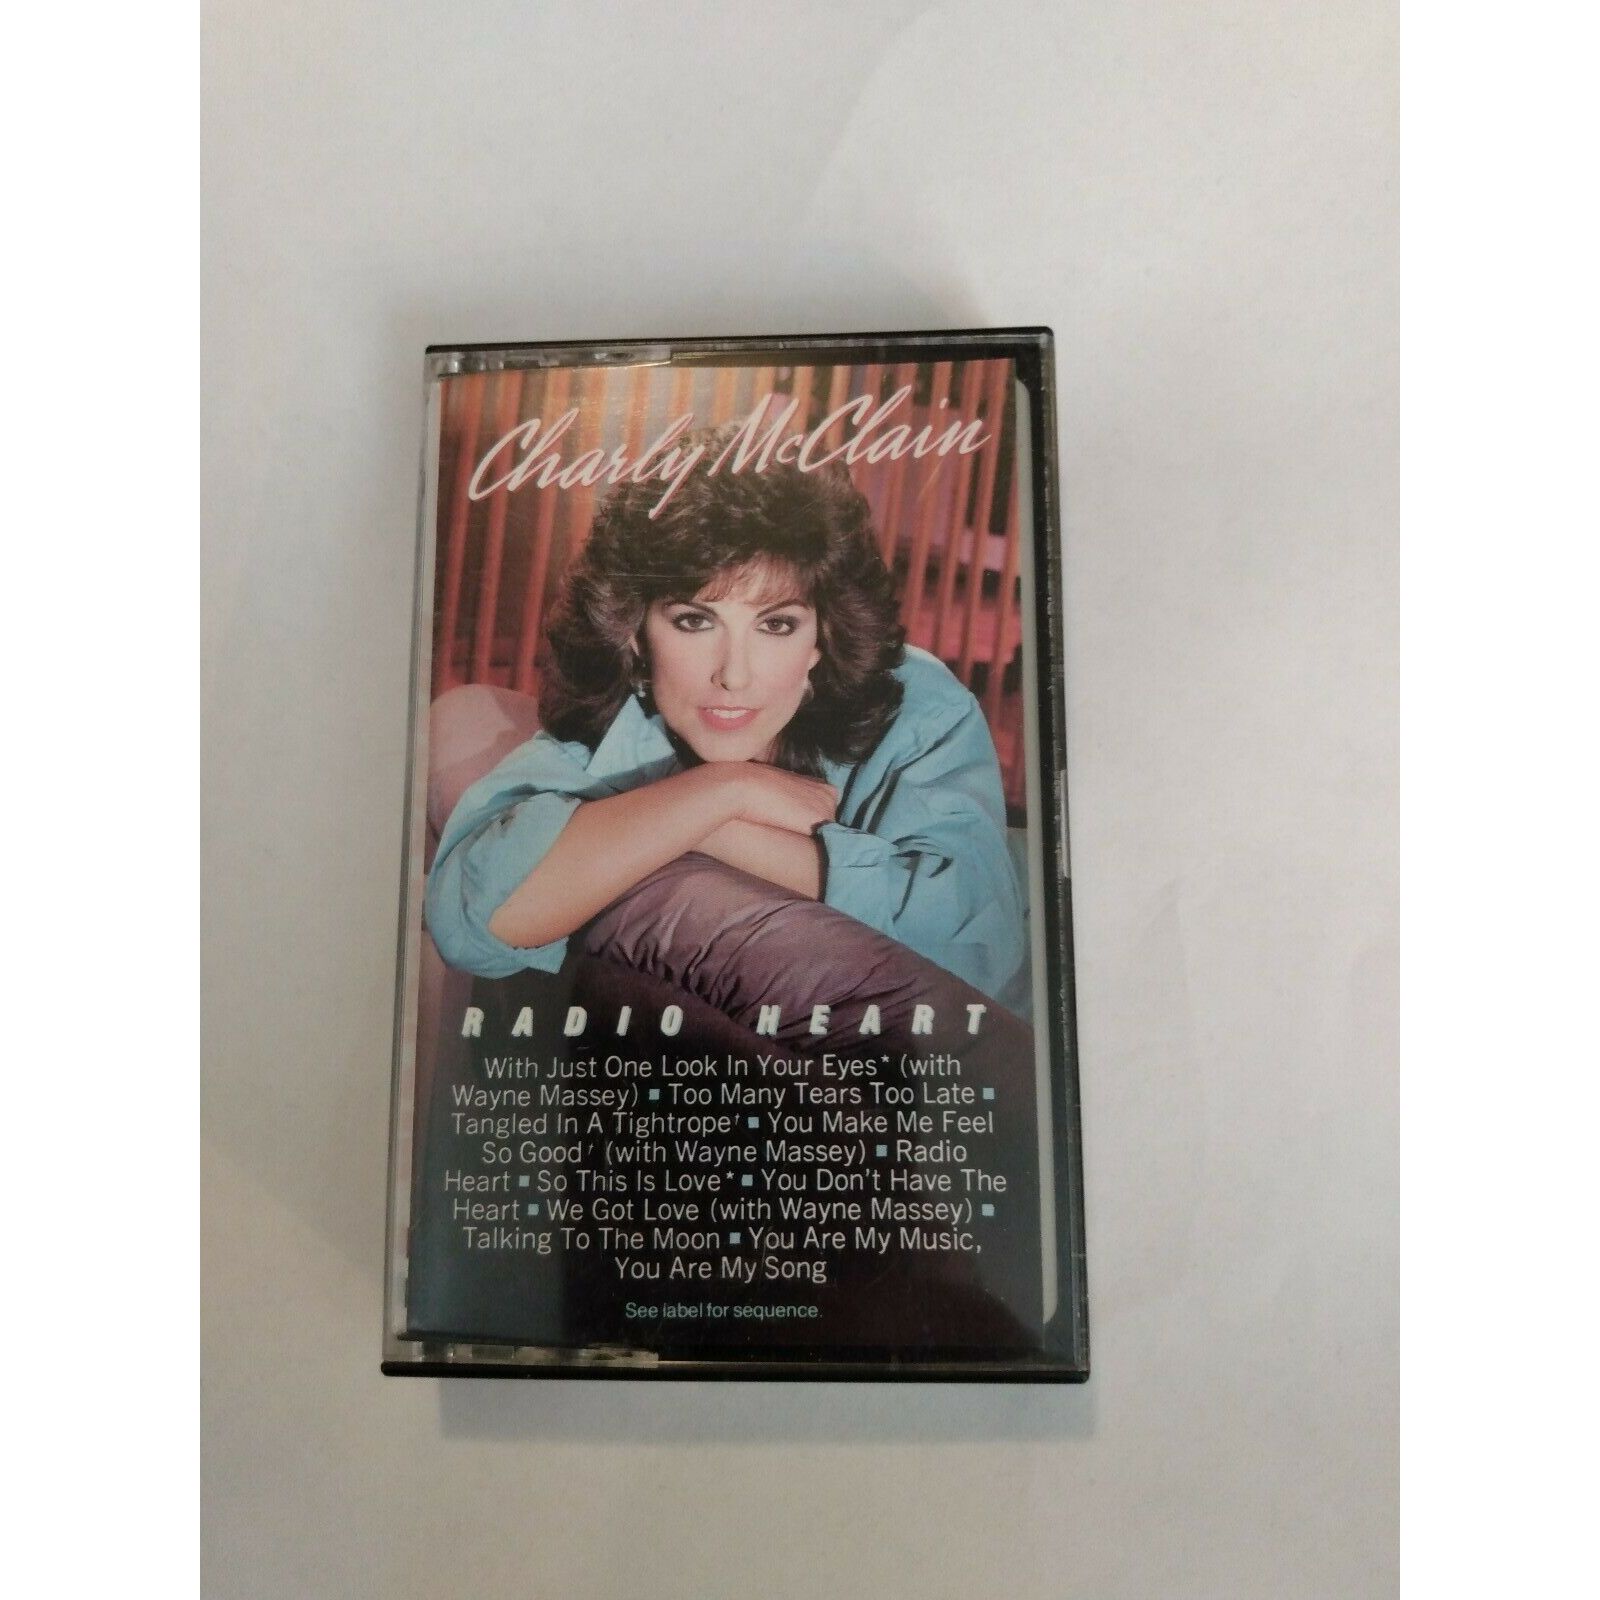 Charly McClain
RADIO HEART
With Just One Look In Your Eyes* (with
Wayne Massey) ▪ Too Many Tears Too Late ▪
Tangled In A Tightrope† ▪ You Make Me Feel
So Good† (with Wayne Massey) ▪ Radio
Heart ▪ So This Is Love* ▪ You Don't Have The
Heart ▪ We Got Love (with Wayne Massey) ▪
Talking To The Moon ▪ You Are My Music,
You Are My Song
See label for sequence.